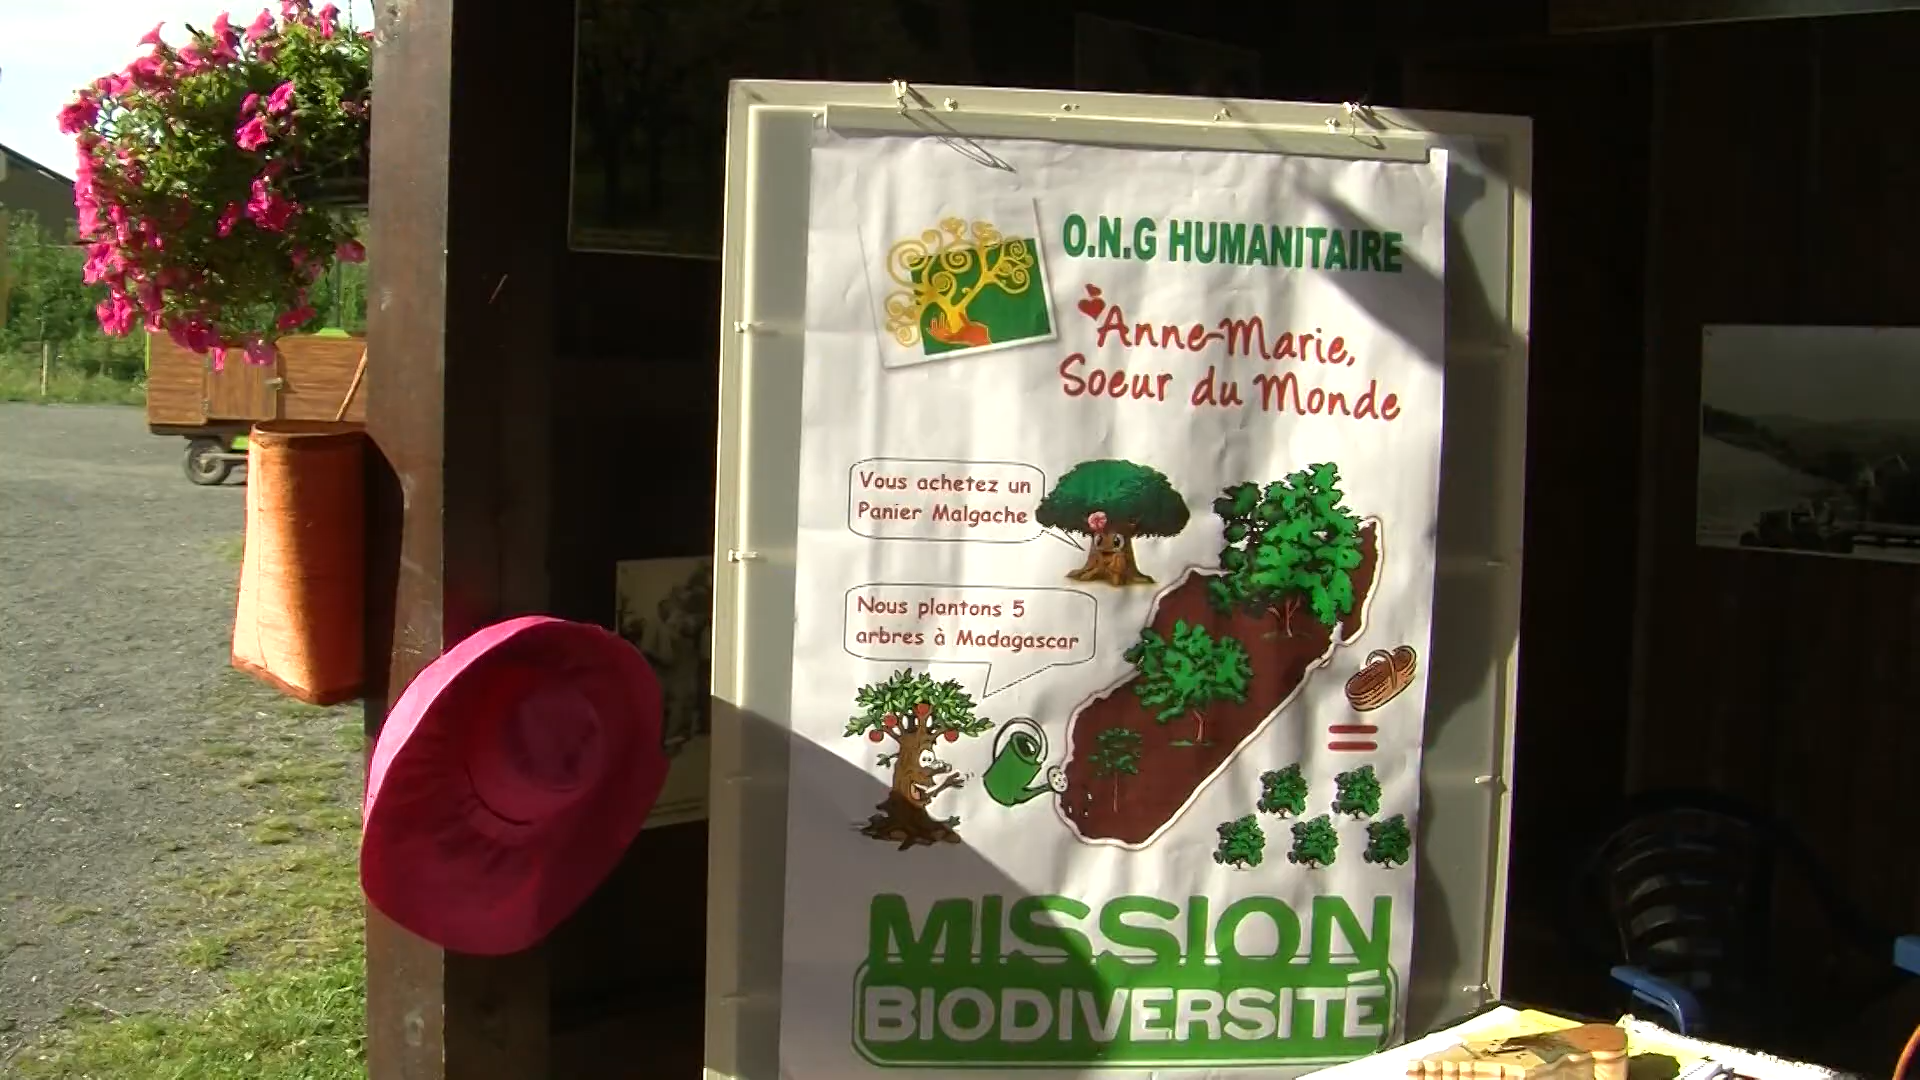 O.N.G HUMANITAIRE
Anne-Marie,
Soeur du Monde
Vous achetez un
Panier Malgache
Nous plantons 5
arbres à Madagascar
=
MISSION
BIODIVERSITÉ